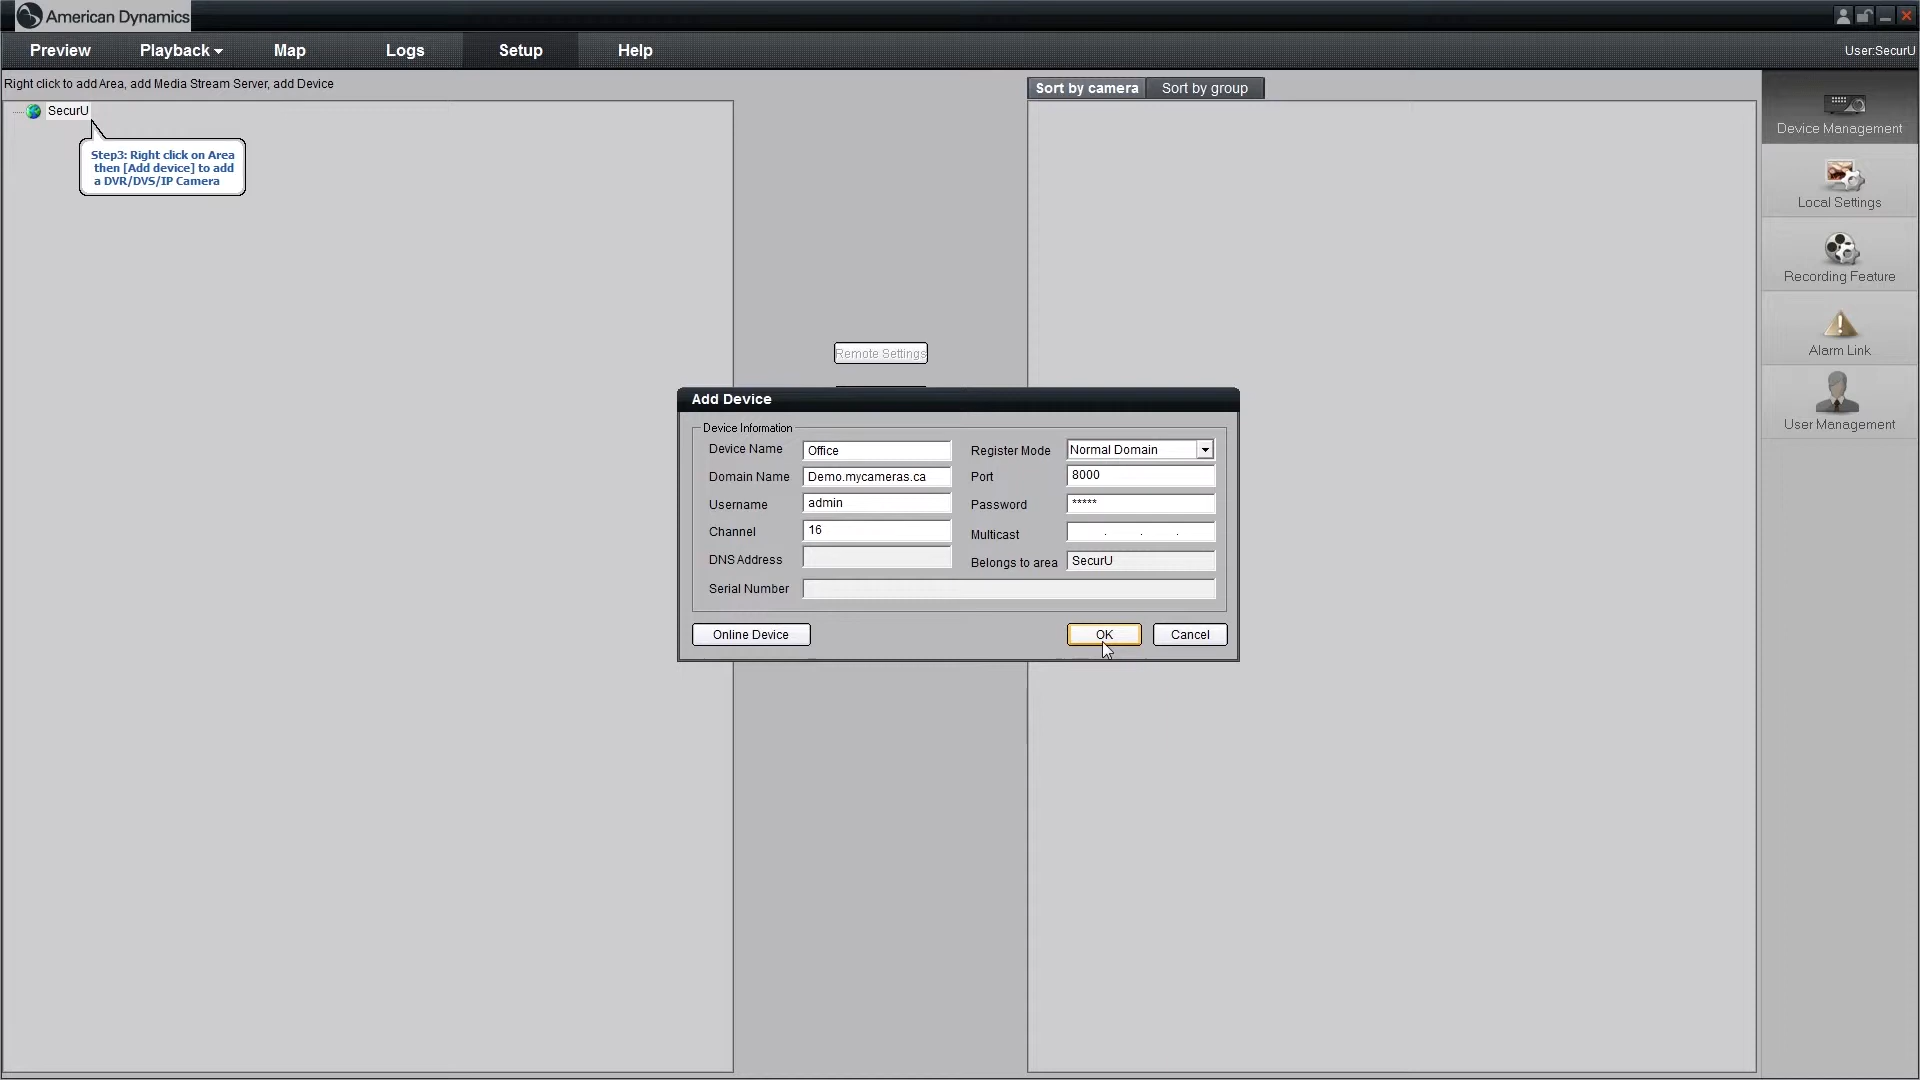 American Dynamics
Preview
Playback
Map
Logs
Setup
Help
User:SecurU
Right click to add Area, add Media Stream Server, add Device
SecurU
Step3: Right click on Area
then [Add device] to add
a DVR/DVS/IP Camera
Sort by camera
Sort by group
Device Management
Local Settings
Recording Feature
Alarm Link
User Management
Remote Settings
Add Device
Device Information
Device Name
Office
Register Mode
Normal Domain
Domain Name
Demo.mycameras.ca
Port
8000
Username
admin
Password
*****
Channel
16
Multicast
. . .
DNS Address
Belongs to area
SecurU
Serial Number
Online Device
OK
Cancel